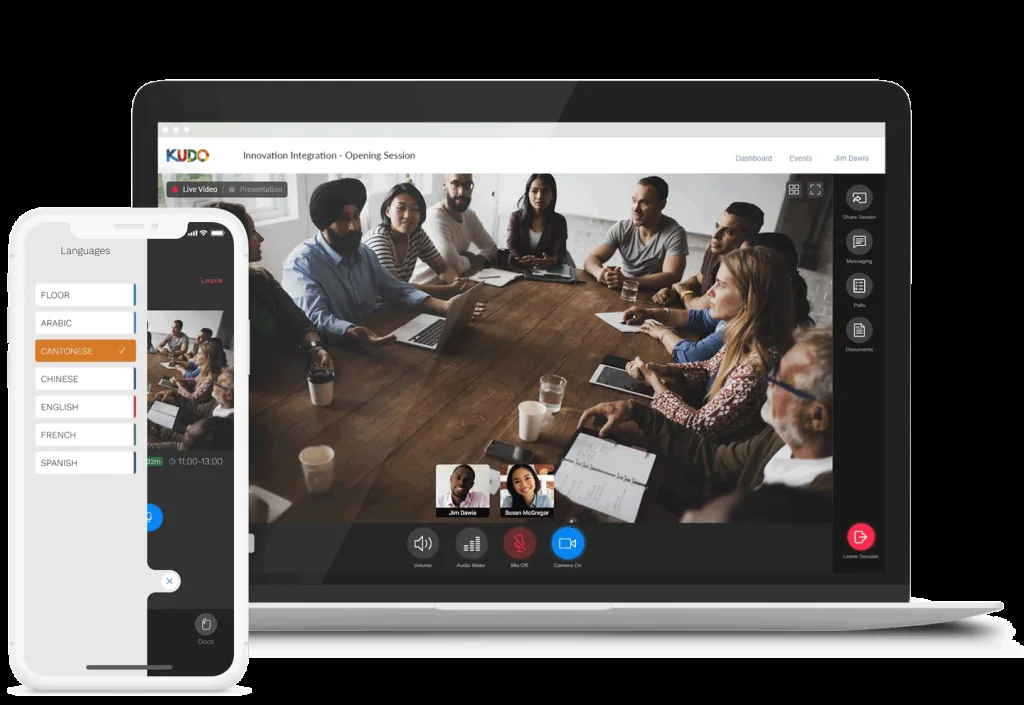 KUDO
Innovation Integration - Opening Session
Dashboard
Events
Jim Dawis
Live Video
Presentation
Share Screen
Messaging
Polls
Documents
Jim Dawis
Susan McGregor
Volume
Audio Meter
Mic Off
Camera On
Leave Session
Languages
FLOOR
ARABIC
CANTONESE
CHINESE
ENGLISH
FRENCH
SPANISH
Leave
32m 11:00-13:00
Docs